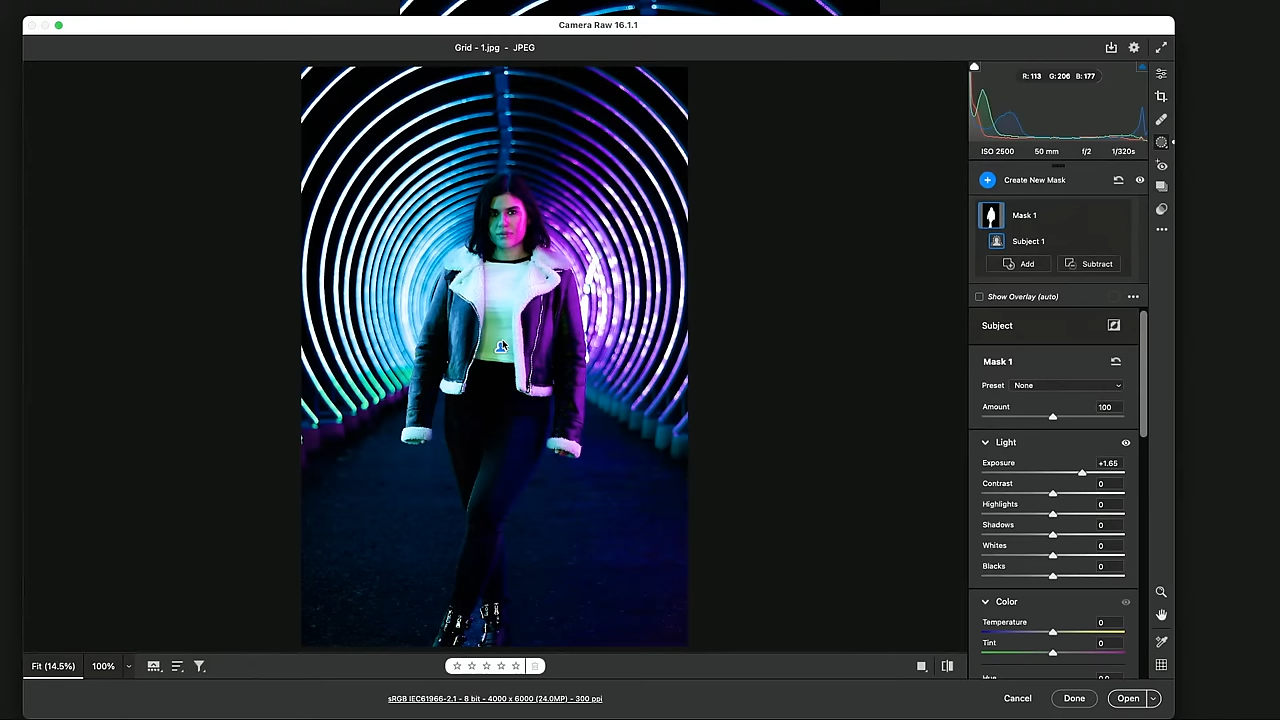 Camera Raw 16.1.1
Grid - 1.jpg - JPEG
R: 113 G: 206 B: 177
ISO 2500 50 mm f/2 1/320s
Create New Mask
Mask 1
Subject 1
Add Subtract
Show Overlay (auto)
Subject
Mask 1
Preset None
Amount 100
Light
Exposure +1.65
Contrast 0
Highlights 0
Shadows 0
Whites 0
Blacks 0
Color
Temperature 0
Tint 0
Fit (14.5%) 100%
sRGB IEC61966-2.1 - 8 bit - 4000 x 6000 (24.0MP) - 300 ppi
Cancel Done Open